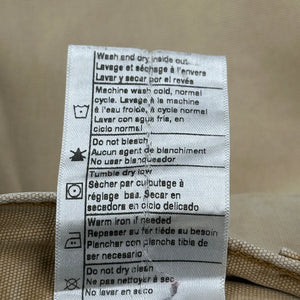 Wash and dry inside out
Lavage et séchage à l'envers
Lavar y secar por el revés
Machine wash cold, normal
cycle. Lavage à la machine
à l'eau froide, cycle normal
Lavar con agua fria, en
ciclo normal
Do not bleach
Aucun agent de blanchiment
No usar blanqueador
Tumble dry low
Sécher par culbutage à
réglage bas. Secar en
secadora en ciclo delicado
Warm iron if needed
Repasser au fer tiède au besoin
Planchar con plancha tibia de
ser necesario
Do not dry clean
Ne pas nettoyer à sec
No lavar en seco